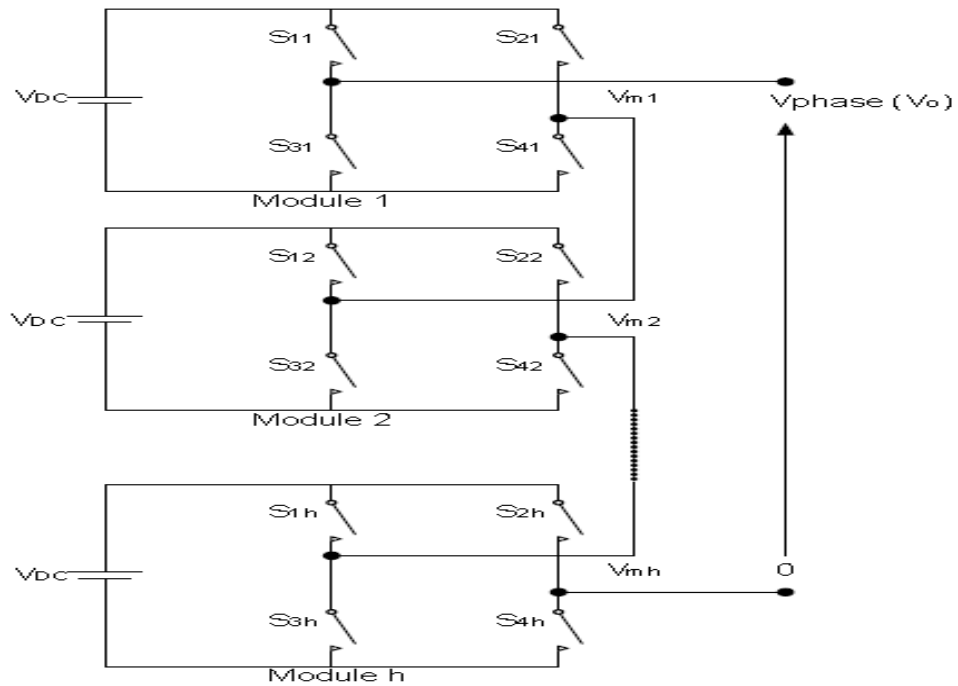 S11
S21
VDC
Vm1
Vphase (Vo)
S31
S41
Module 1
S12
S22
VDC
Vm2
S32
S42
Module 2
S1h
S2h
VDC
Vmh
0
S3h
S4h
Module h